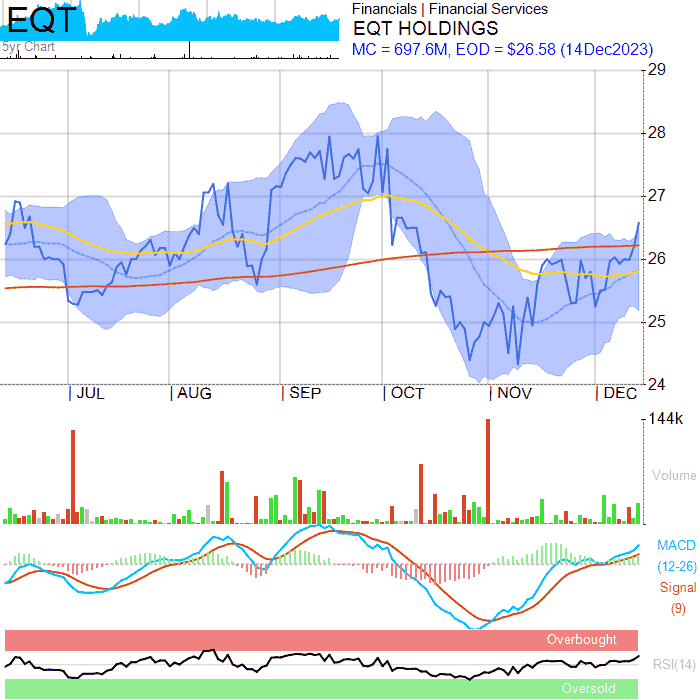 EQT
5yr Chart
Financials | Financial Services
EQT HOLDINGS
MC = 697.6M, EOD = $26.58 (14Dec2023)
29
28
27
26
25
24
JUL AUG SEP OCT NOV DEC
144k
Volume
MACD
(12-26)
Signal
(9)
Overbought
RSI(14)
Oversold